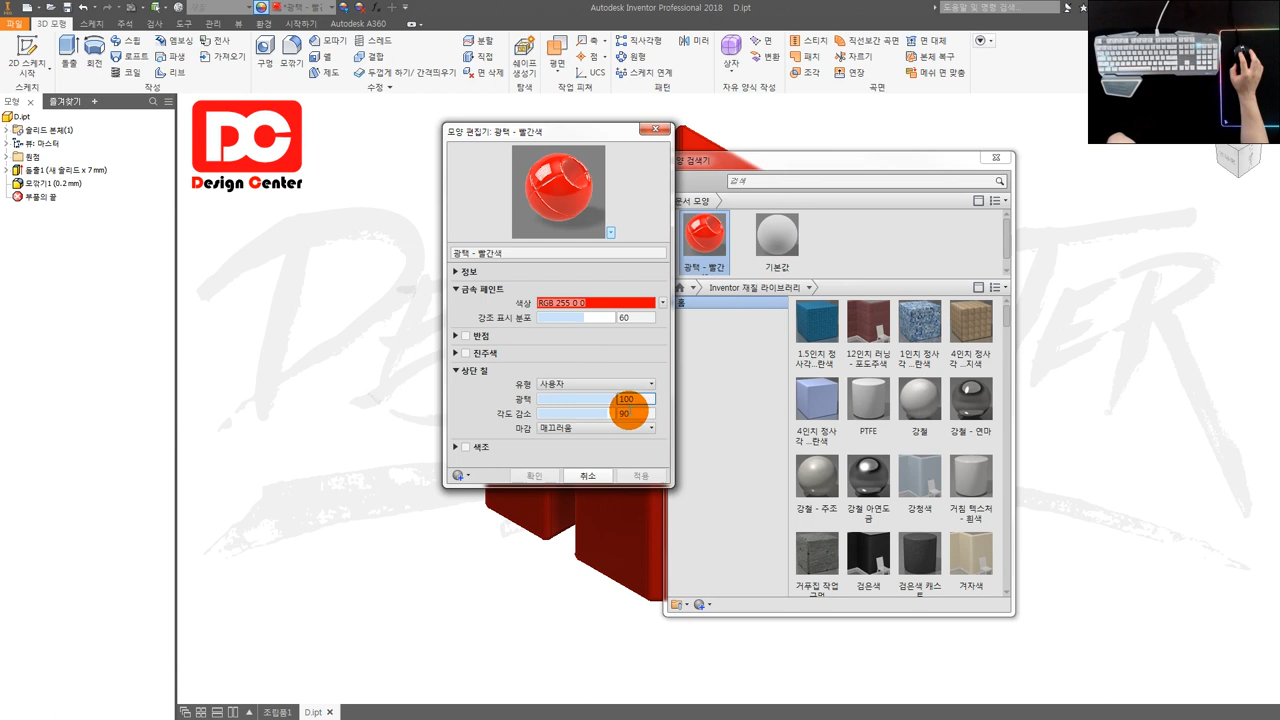 Autodesk Inventor Professional 2018 D.ipt
도움말 및 명령 검색...
파일 3D 모형 스케치 검사 주석 도구 관리 뷰 환경 시작하기 Autodesk A360
2D 스케치
시작
스케치
돌출 회전 스윕 로프트 코일 엠보싱 파생 리브 전사 가져오기
작성
구멍 모깎기 모따기 쉘 제도 스레드 결합 두껍게 분할 직접
수정
쉐이프
생성기
탐색
평면 축 점 UCS
작업 피쳐
직사각형 원형 스케치 연계 미러
패턴
상자 면 변환
자유 양식 작성
스티치 패치 조각 직선보간 곡면 자르기 연장 면 대체 본체 복구 메쉬 면 맞춤
곡면
모형 즐겨찾기 +
D.ipt
솔리드 본체(1)
뷰: 마스터
원점
돌출1 (새 솔리드 x 7 mm)
모깎기1 (0.2 mm)
부품의 끝
DC
Design Center
모양 편집기: 광택 - 빨간색
광택 - 빨간색
정보
금속 페인트
색상 RGB 255 0 0
강조 표시 분포 60
반점
진주색
상단 칠
유형 사용자
광택 100
각도 감소 90
마감 매끄러움
색조
확인 취소 적용
양 검색기
검색
문서 모양
광택 - 빨간
기본값
Inventor 재질 라이브러리
홈
1.5인치 정사
각...란색
12인치 러닝
- 포도주색
1인치 정사
각 ...란색
4인치 정사
각 ...지색
4인치 정사
각 ...란색
PTFE
강철
강철 - 연마
강철 - 주조
강철 아연도
금
강청색
거침 텍스처
- 흰색
거푸집 작업
검은색
검은색 캐스
트
겨자색
조립품1 D.ipt